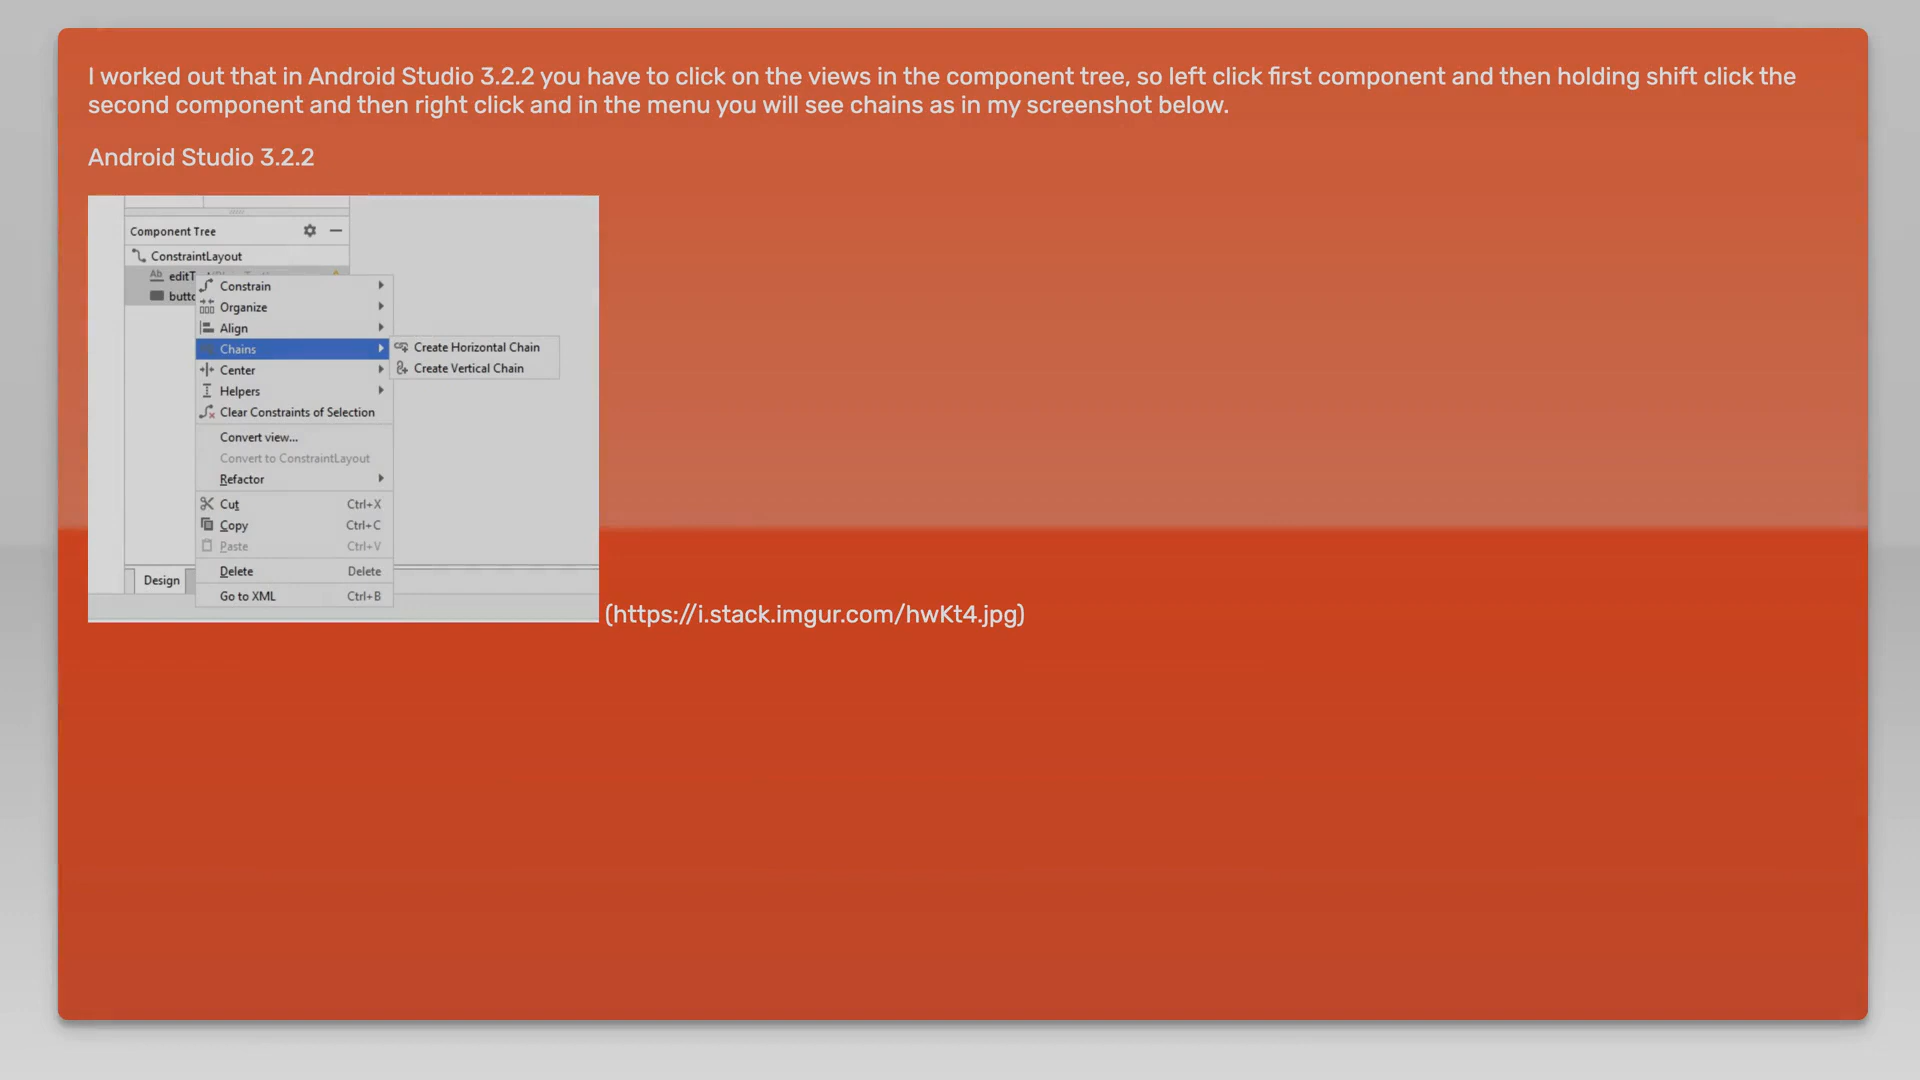 I worked out that in Android Studio 3.2.2 you have to click on the views in the component tree, so left click first component and then holding shift click the
second component and then right click and in the menu you will see chains as in my screenshot below.
Android Studio 3.2.2
Component Tree
ConstraintLayout
Ab editT
butto
Constrain
Organize
Align
Chains
Create Horizontal Chain
Create Vertical Chain
Center
Helpers
Clear Constraints of Selection
Convert view...
Convert to ConstraintLayout
Refactor
Cut Ctrl+X
Copy Ctrl+C
Paste Ctrl+V
Delete Delete
Design
Go to XML Ctrl+B
(https://i.stack.imgur.com/hwKt4.jpg)